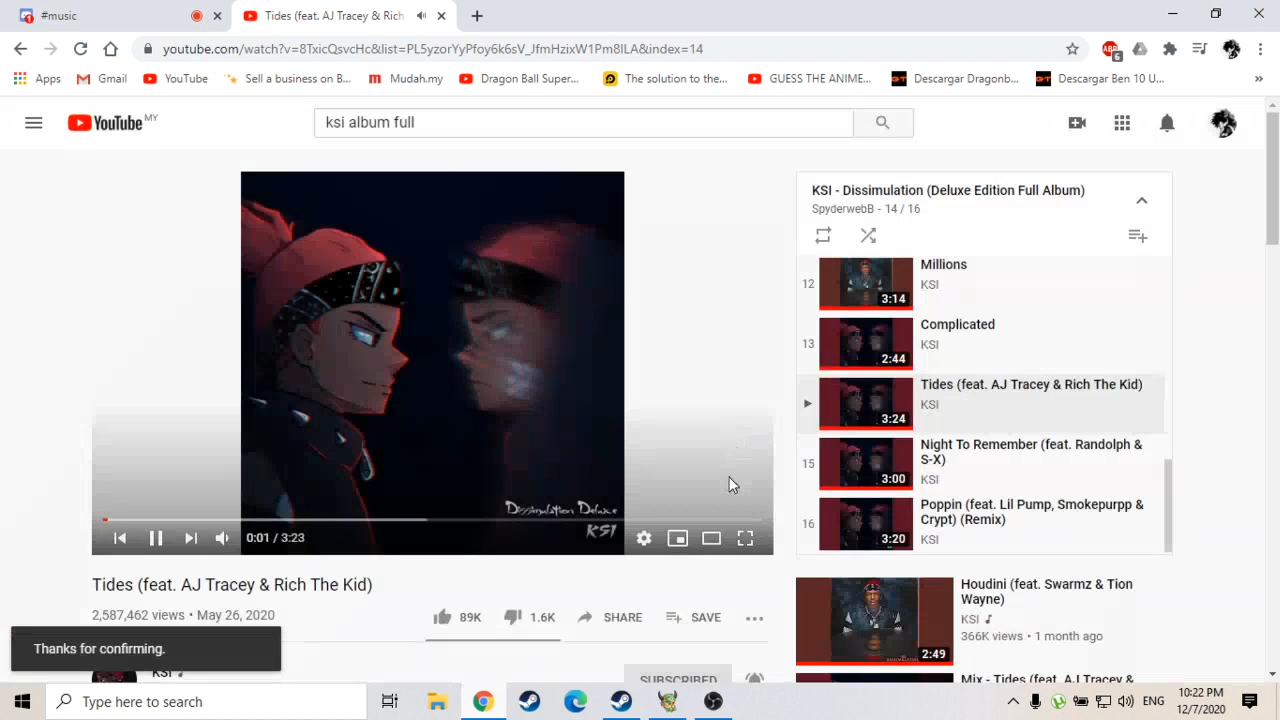 #music
Tides (feat. AJ Tracey & Rich
youtube.com/watch?v=8TxicQsvcHc&list=PL5yzorYyPfoy6k6sV_JfmHzixW1Pm8lLA&index=14
6
Apps
Gmail
YouTube
Sell a business on B...
Mudah.my
Dragon Ball Super...
The solution to the...
GUESS THE ANIME...
Descargar Dragonb...
Descargar Ben 10 U...
»
YouTube MY
ksi album full
KSI - Dissimulation (Deluxe Edition Full Album)
SpyderwebB - 14 / 16
12
Millions
KSI
3:14
13
Complicated
KSI
2:44
Tides (feat. AJ Tracey & Rich The Kid)
KSI
3:24
15
Night To Remember (feat. Randolph &
S-X)
KSI
3:00
16
Poppin (feat. Lil Pump, Smokepurpp &
Crypt) (Remix)
KSI
3:20
Dissimulation Deluxe
KSI
0:01 / 3:23
Tides (feat. AJ Tracey & Rich The Kid)
2,587,462 views • May 26, 2020
89K
1.6K
SHARE
SAVE
Houdini (feat. Swarmz & Tion
Wayne)
KSI
366K views • 1 month ago
2:49
Thanks for confirming.
KSI
SUBSCRIBED
Mix - Tides (feat. AJ Tracey &
Type here to search
ENG
10:22 PM
12/7/2020